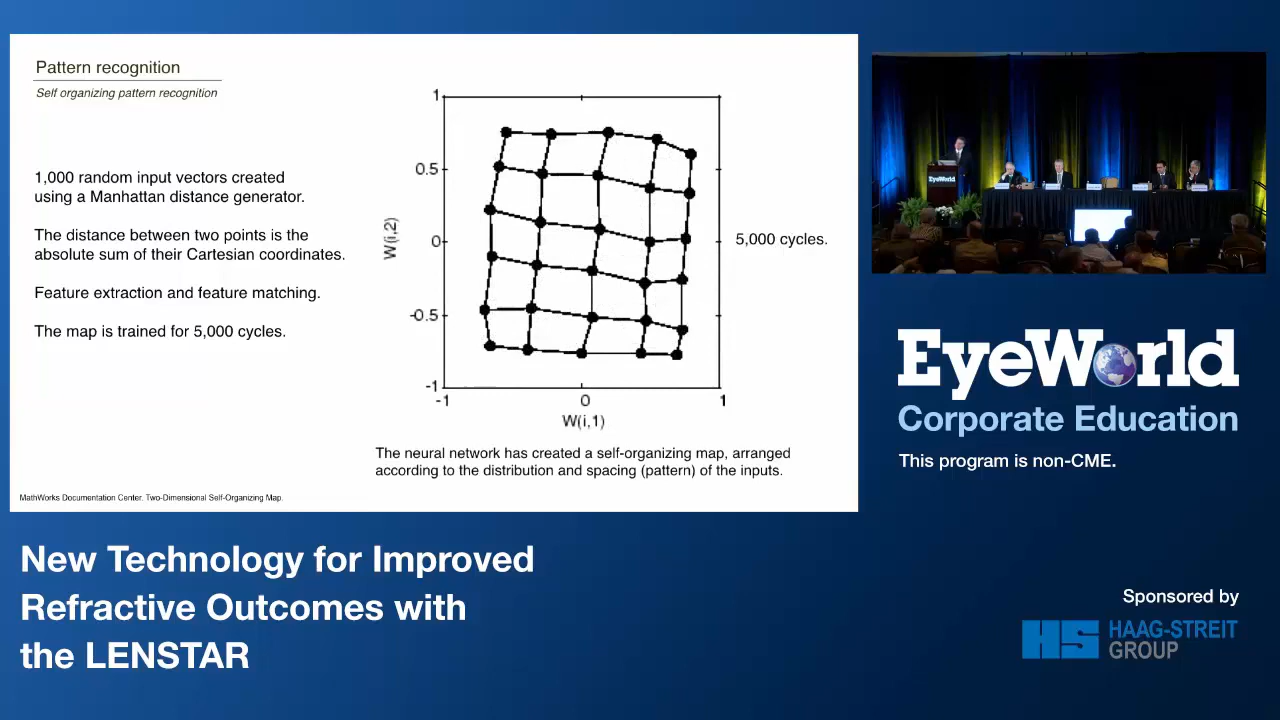 Pattern recognition
Self organizing pattern recognition
1,000 random input vectors created
using a Manhattan distance generator.
The distance between two points is the
absolute sum of their Cartesian coordinates.
Feature extraction and feature matching.
The map is trained for 5,000 cycles.
1
0.5
0
-0.5
-1
W(i,2)
-1
0
1
W(i,1)
5,000 cycles.
The neural network has created a self-organizing map, arranged
according to the distribution and spacing (pattern) of the inputs.
MathWorks Documentation Center. Two-Dimensional Self-Organizing Map.
EyeWorld
EyeWorld
Corporate Education
This program is non-CME.
New Technology for Improved
Refractive Outcomes with
the LENSTAR
Sponsored by
HS HAAG-STREIT
GROUP